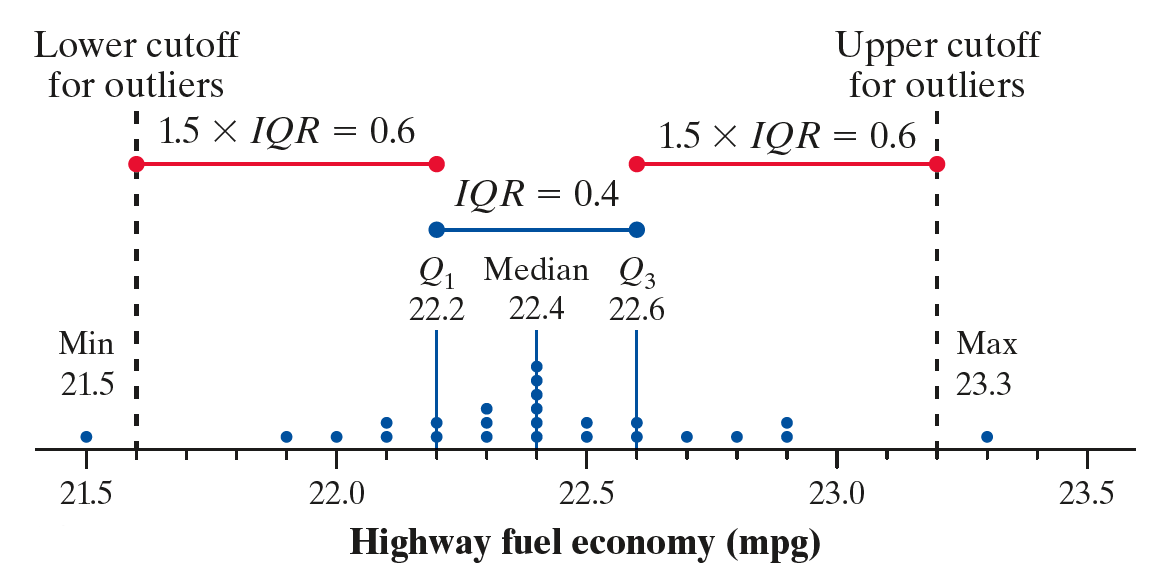 Lower cutoff
for outliers
Upper cutoff
for outliers
1.5 × IQR = 0.6
1.5 × IQR = 0.6
IQR = 0.4
Q₁ Median Q₃
22.2 22.4 22.6
Min
21.5
Max
23.3
21.5 22.0 22.5 23.0 23.5
Highway fuel economy (mpg)